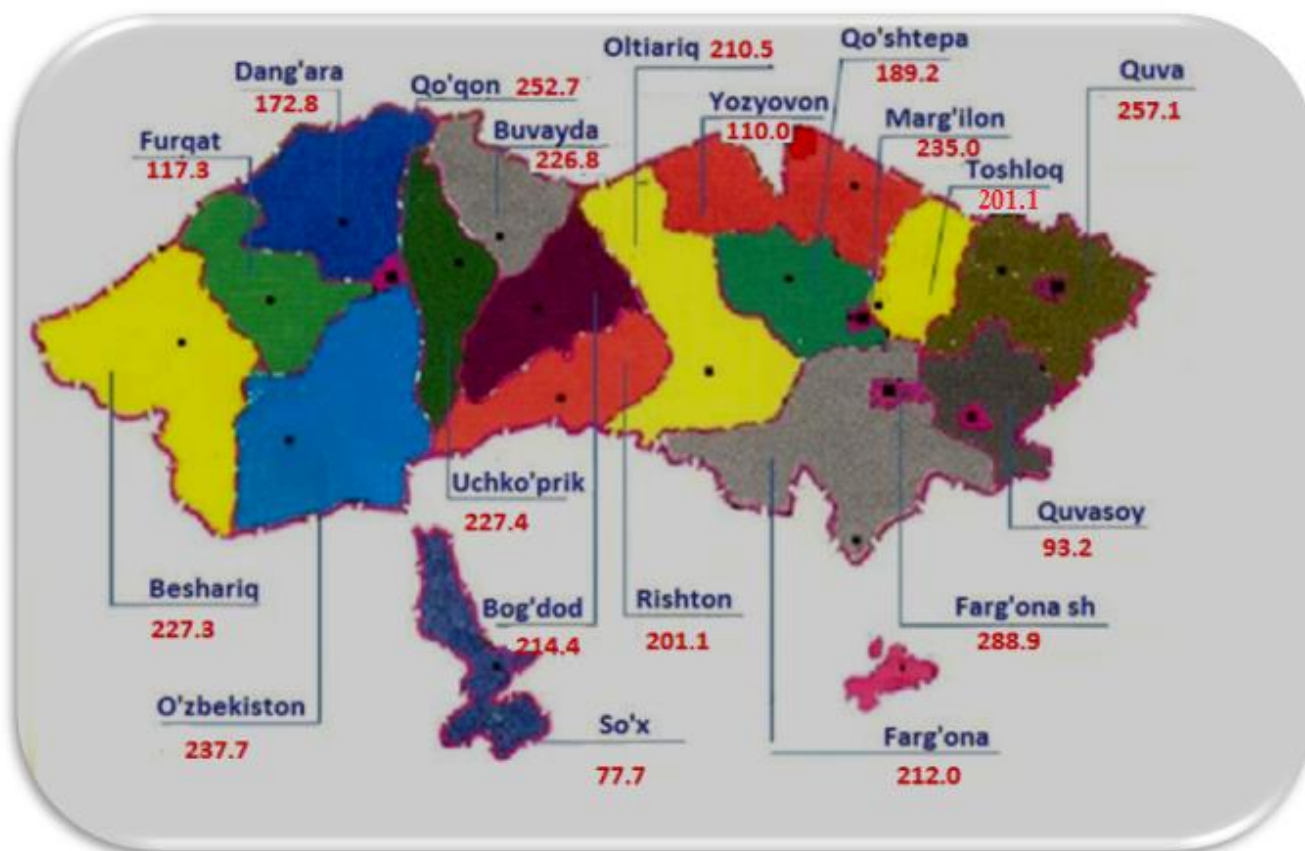 Oltiariq 210.5
Qo'shtepa
189.2
Dang'ara
172.8
Qo'qon 252.7
Quva
257.1
Yozyovon
110.0
Marg'ilon
235.0
Furqat
117.3
Buvayda
226.8
Toshloq
201.1
Uchko'prik
227.4
Quvasoy
93.2
Beshariq
227.3
Bog'dod
214.4
Rishton
201.1
Farg'ona sh
288.9
O'zbekiston
237.7
So'x
77.7
Farg'ona
212.0